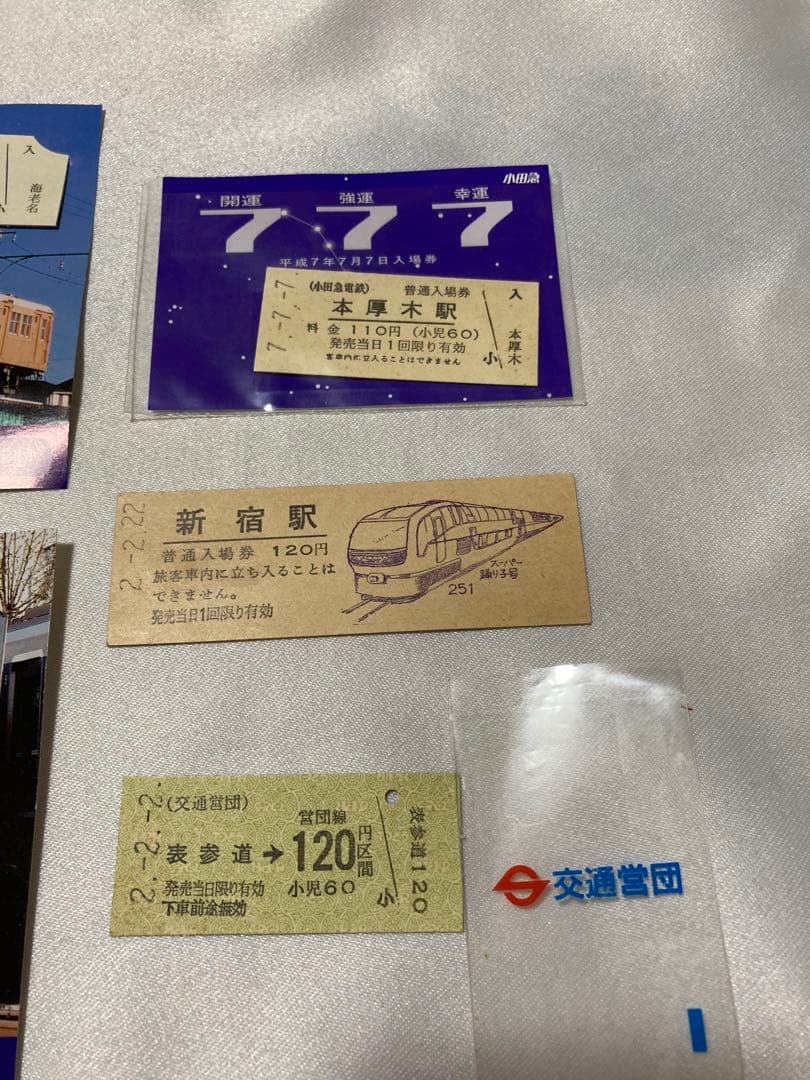 入
海老名
小
小田急
開運 強運 幸運
7 7 7
平成7年7月7日入場券
7.-7.-7
(小田急電鉄) 普通入場券
本厚木駅
料金 110円 (小児60)
発売当日1回限り有効
客車内に立入ることはできません
入
本厚木
小
2.-2.22
新宿駅
普通入場券 120円
旅客車内に立ち入ることは
できません。
発売当日1回限り有効
スーパー
踊り子号
251
2.-2.-2
(交通営団)
営団線
表参道→120円区間
発売当日限り有効 小児60
下車前途無効
小
表参道120
交通営団